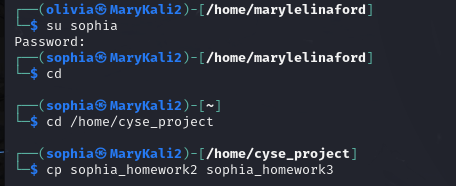 ┌──(olivia㉿MaryKali2)-[/home/marylelinaford]
└─$ su sophia
Password:
┌──(sophia㉿MaryKali2)-[/home/marylelinaford]
└─$ cd
┌──(sophia㉿MaryKali2)-[~]
└─$ cd /home/cyse_project
┌──(sophia㉿MaryKali2)-[/home/cyse_project]
└─$ cp sophia_homework2 sophia_homework3